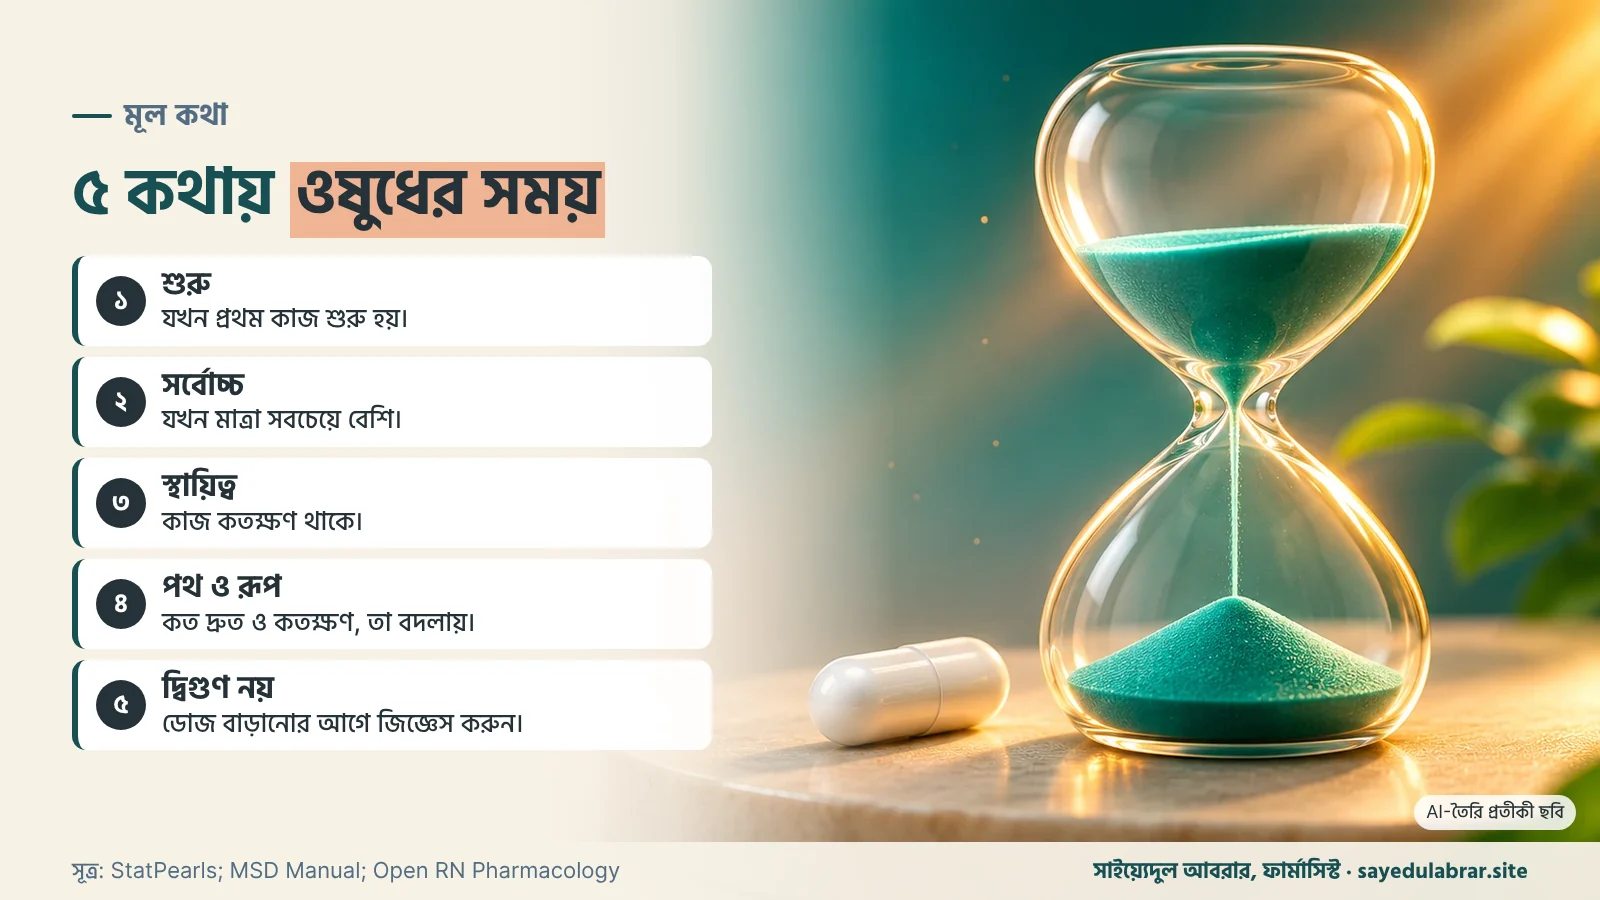 মূল কথা
৫ কথায় ওষুধের সময়
১
শুরু
যখন প্রথম কাজ শুরু হয়।
২
সর্বোচ্চ
যখন মাত্রা সবচেয়ে বেশি।
৩
স্থায়িত্ব
কাজ কতক্ষণ থাকে।
৪
পথ ও রূপ
কত দ্রুত ও কতক্ষণ, তা বদলায়।
৫
দ্বিগুণ নয়
ডোজ বাড়ানোর আগে জিজ্ঞেস করুন।
AI-তৈরি প্রতীকী ছবি
সূত্র: StatPearls; MSD Manual; Open RN Pharmacology
সাইয়্যেদুল আবরার, ফার্মাসিস্ট · sayedulabrar.site